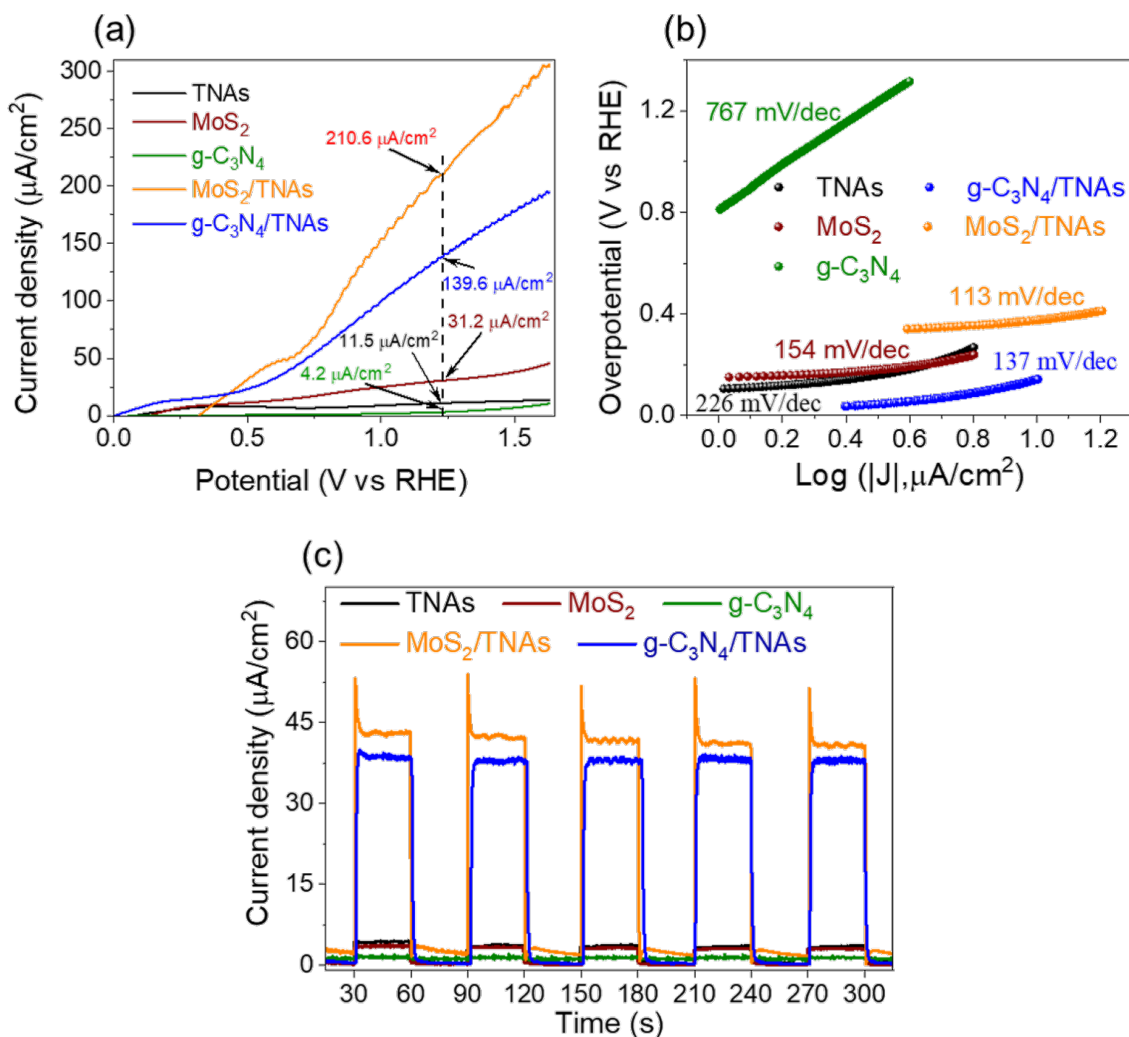 (a)
Current density (μA/cm²)
300
250
200
150
100
50
0
TNAs
MoS₂
g-C₃N₄
MoS₂/TNAs
g-C₃N₄/TNAs
210.6 μA/cm²
139.6 μA/cm²
31.2 μA/cm²
11.5 μA/cm²
4.2 μA/cm²
0.0 0.5 1.0 1.5
Potential (V vs RHE)
(b)
Overpotential (V vs RHE)
1.2
0.8
0.4
0.0
767 mV/dec
TNAs
MoS₂
g-C₃N₄
g-C₃N₄/TNAs
MoS₂/TNAs
113 mV/dec
154 mV/dec
137 mV/dec
226 mV/dec
0.0 0.2 0.4 0.6 0.8 1.0 1.2
Log (|J|,μA/cm²)
(c)
Current density (μA/cm²)
60
45
30
15
0
TNAs MoS₂ g-C₃N₄
MoS₂/TNAs g-C₃N₄/TNAs
30 60 90 120 150 180 210 240 270 300
Time (s)